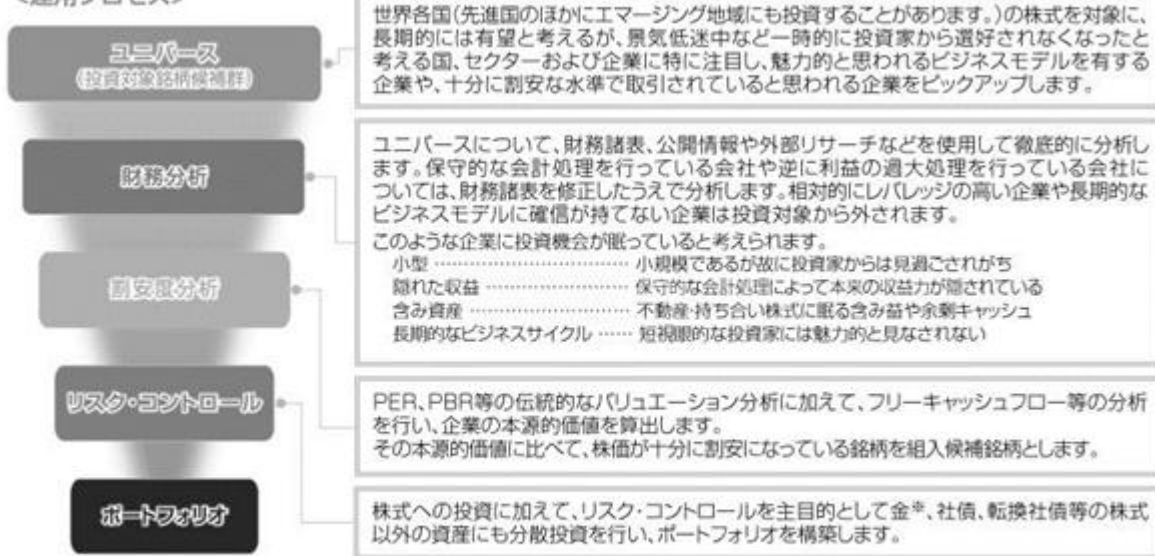 <運用プロセス>
ユニバース
(投資対象銘柄候補群)
世界各国(先進国のほかにエマージング地域にも投資することがあります。)の株式を対象に、
長期的には有望と考えるが、景気低迷中など一時的に投資家から選好されなくなったと
考える国、セクターおよび企業に特に注目し、魅力的と思われるビジネスモデルを有する
企業や、十分に割安な水準で取引されていると思われる企業をピックアップします。
財務分析
ユニバースについて、財務諸表、公開情報や外部リサーチなどを使用して徹底的に分析し
ます。保守的な会計処理を行っている会社や逆に利益の過大処理を行っている会社に
ついては、財務諸表を修正したうえで分析します。相対的にレバレッジの高い企業や長期的な
ビジネスモデルに確信が持てない企業は投資対象から外されます。
このような企業に投資機会が眠っていると考えられます。
小型 ‥‥‥‥‥‥‥‥‥‥ 小規模であるが故に投資家からは見過ごされがち
隠れた収益 ‥‥‥‥‥‥‥‥ 保守的な会計処理によって本来の収益力が隠されている
含み資産 ‥‥‥‥‥‥‥‥‥ 不動産・持ち合い株式に眠る含み益や余剰キャッシュ
長期的なビジネスサイクル ‥‥ 短視眼的な投資家には魅力的と見なされない
割安度分析
PER、PBR等の伝統的なバリュエーション分析に加えて、フリーキャッシュフロー等の分析
を行い、企業の本源的価値を算出します。
その本源的価値に比べて、株価が十分に割安になっている銘柄を組入候補銘柄とします。
リスク・コントロール
株式への投資に加えて、リスク・コントロールを主目的として金※、社債、転換社債等の株式
以外の資産にも分散投資を行い、ポートフォリオを構築します。
ポートフォリオ